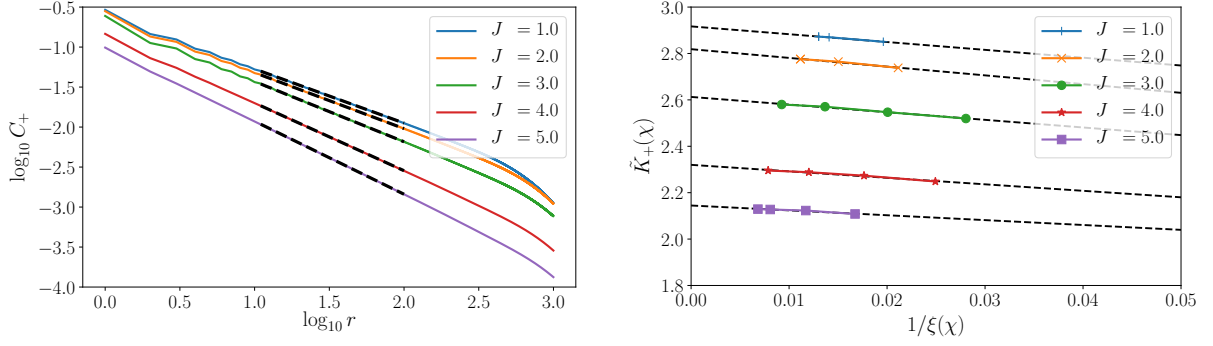 −0.5
−1.0
−1.5
−2.0
−2.5
−3.0
−3.5
−4.0
log₁₀ C₊
0.0 0.5 1.0 1.5 2.0 2.5 3.0
log₁₀ r
J = 1.0
J = 2.0
J = 3.0
J = 4.0
J = 5.0
3.0
2.8
2.6
2.4
2.2
2.0
1.8
K̃₊(χ)
0.00 0.01 0.02 0.03 0.04 0.05
1/ξ(χ)
J = 1.0
J = 2.0
J = 3.0
J = 4.0
J = 5.0